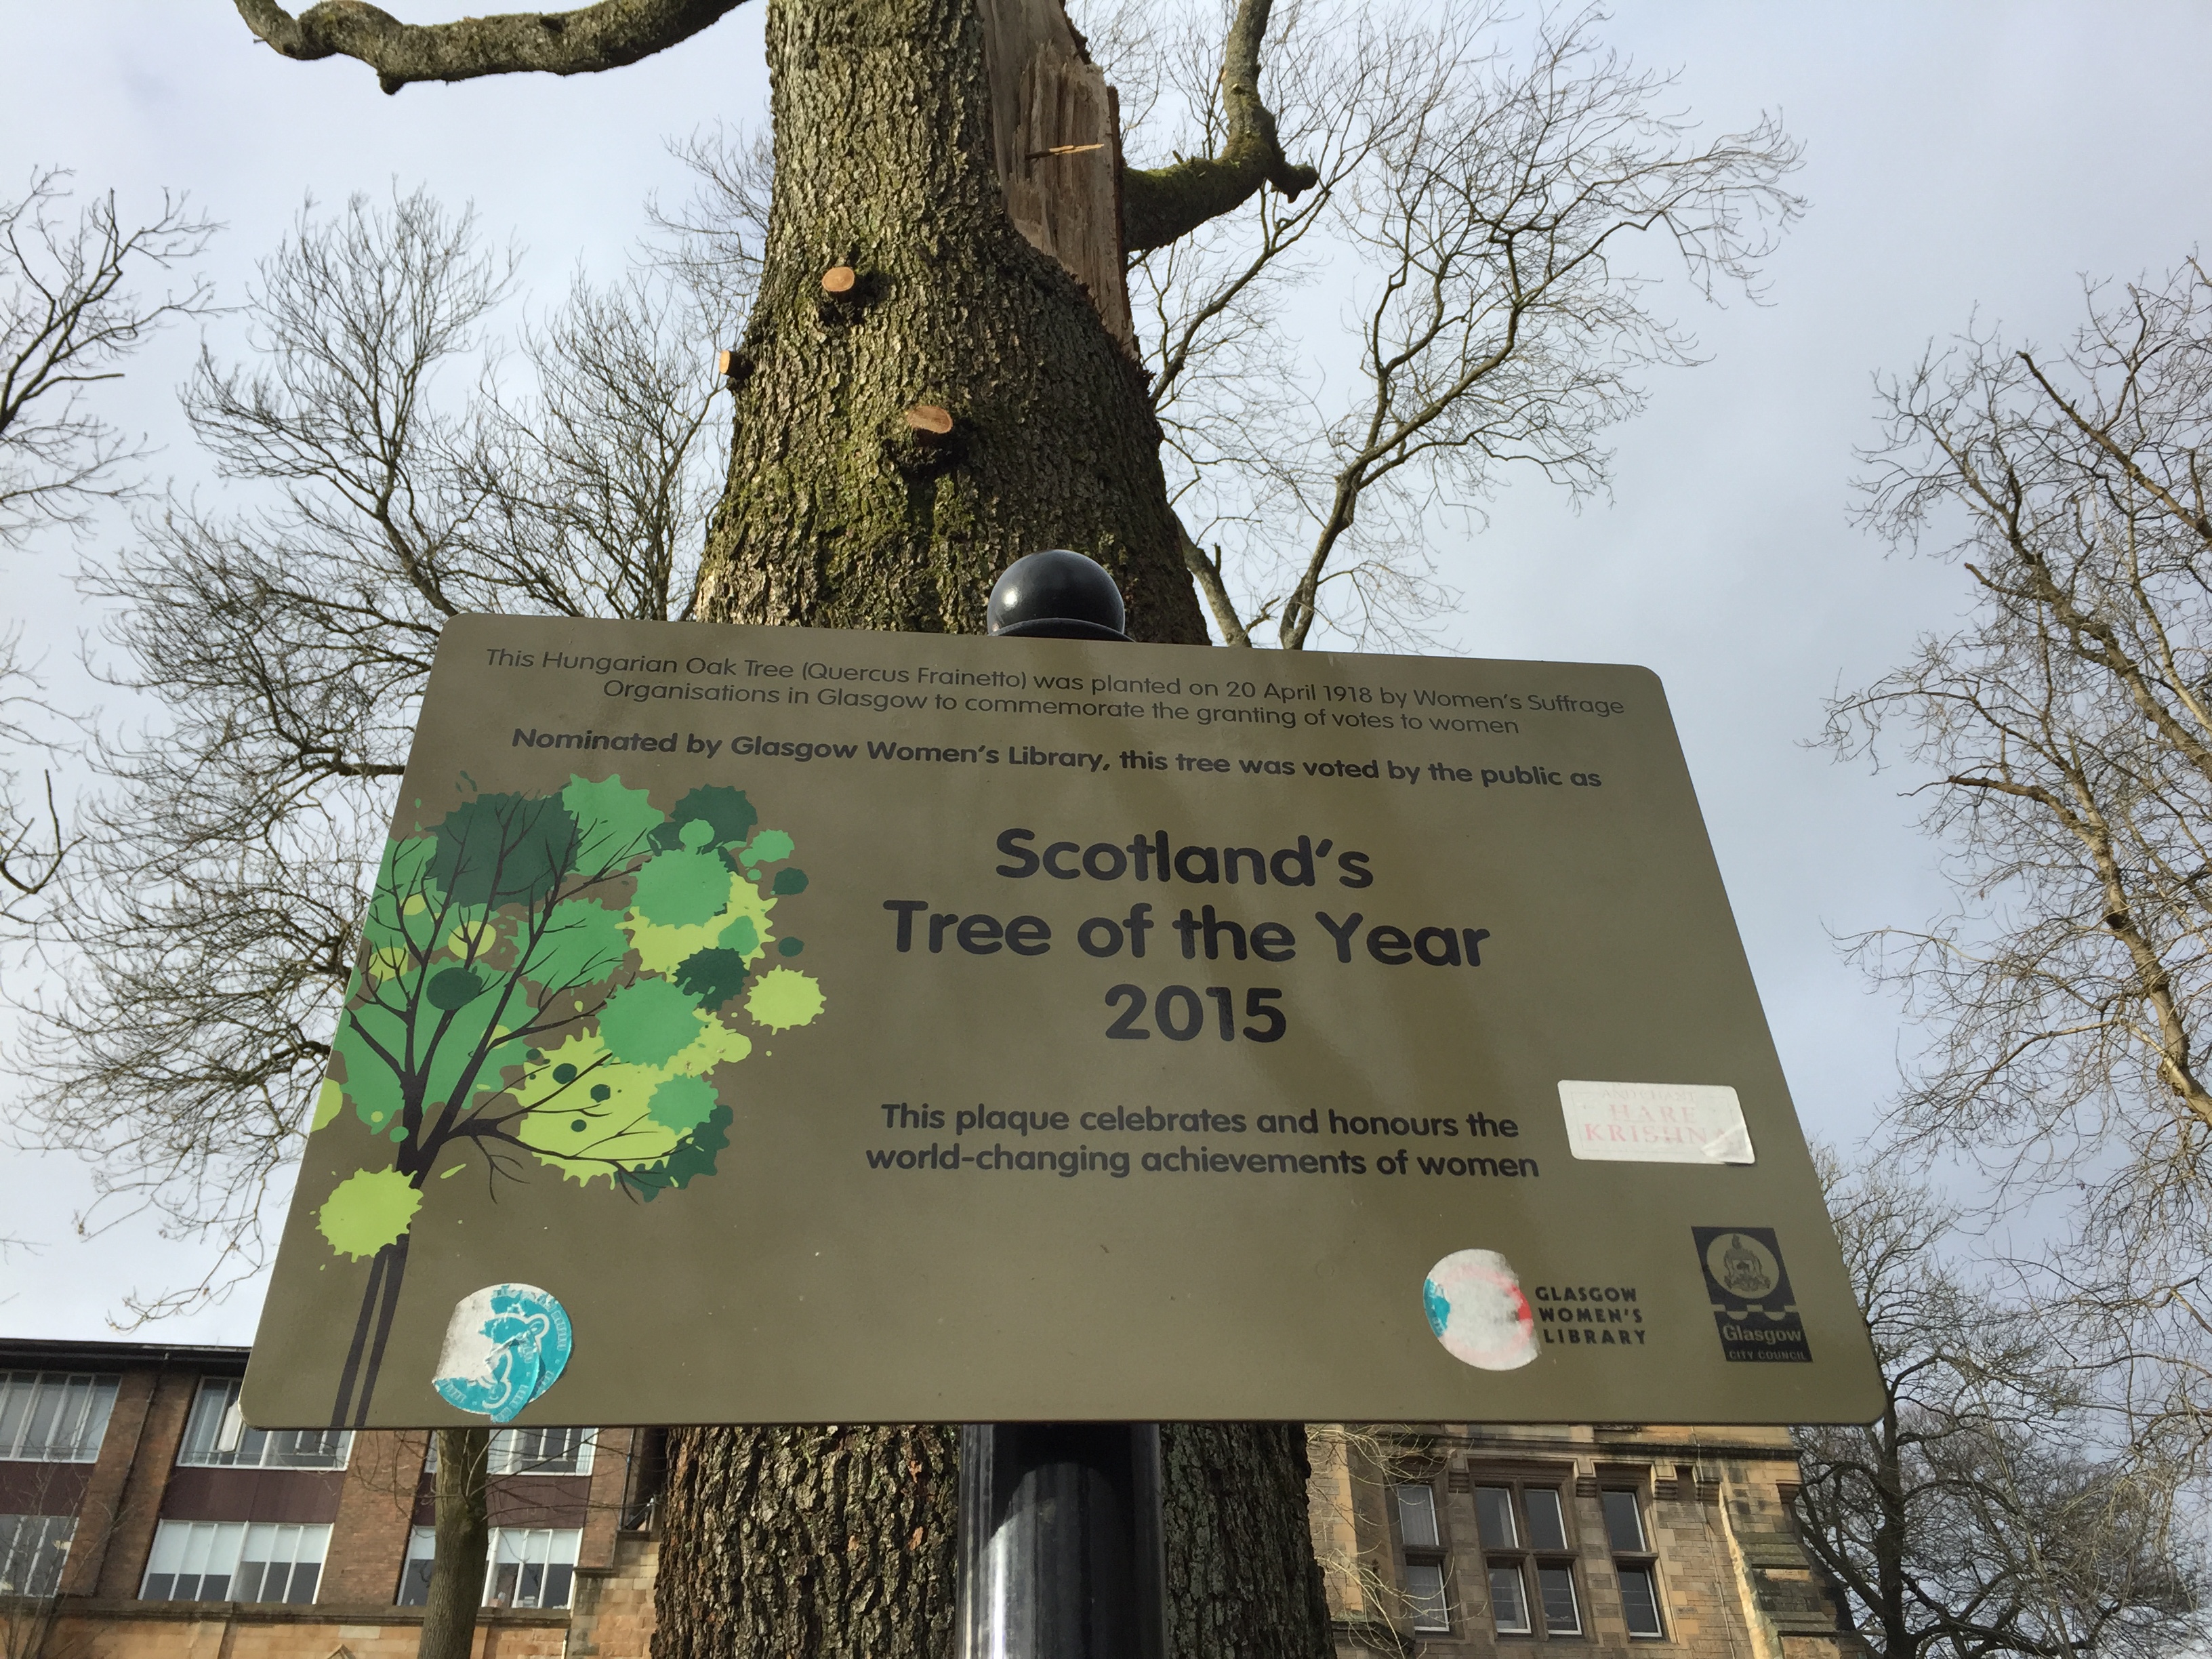 This Hungarian Oak Tree (Quercus Frainetto) was planted on 20 April 1918 by Women's Suffrage
Organisations in Glasgow to commemorate the granting of votes to women
Nominated by Glasgow Women's Library, this tree was voted by the public as
Scotland's
Tree of the Year
2015
This plaque celebrates and honours the
world-changing achievements of women
HARE
KRISHNA
GLASGOW
WOMEN'S
LIBRARY
Glasgow
CITY COUNCIL